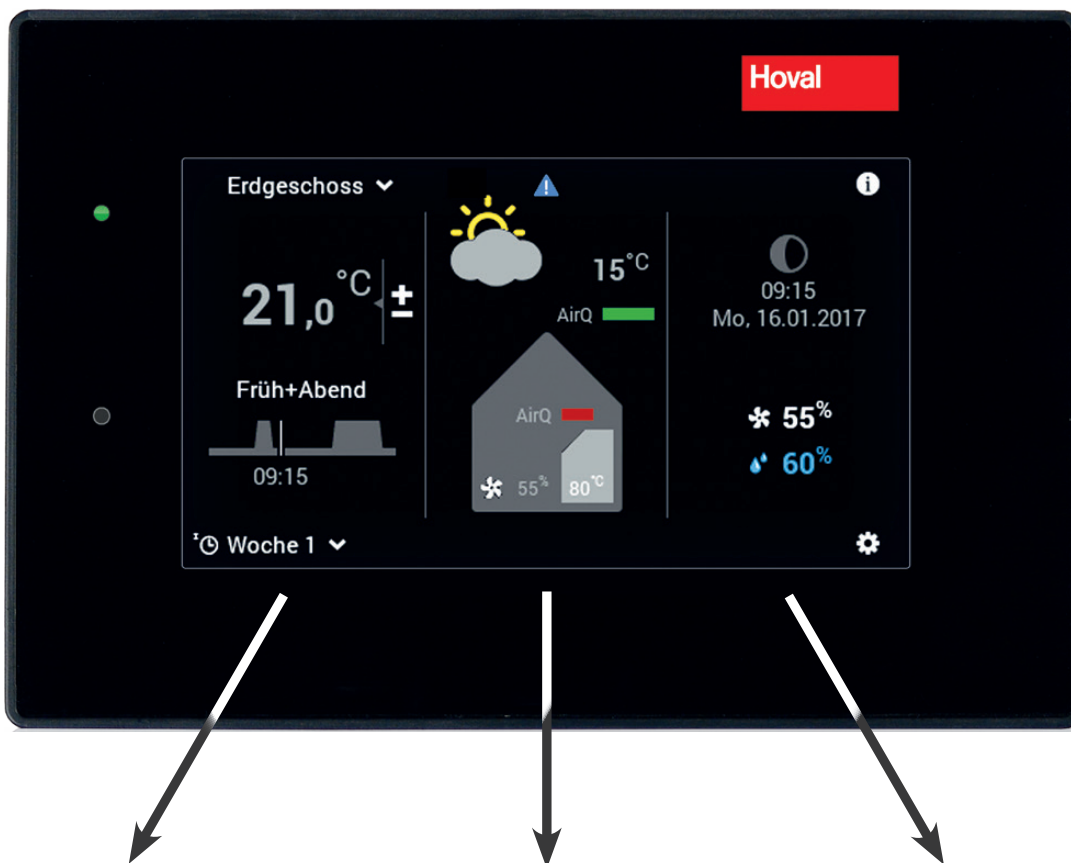 Hoval
Erdgeschoss
21,0 °C
±
Früh+Abend
09:15
Woche 1
15°C
AirQ
AirQ
55%
80°C
09:15
Mo, 16.01.2017
55%
60%